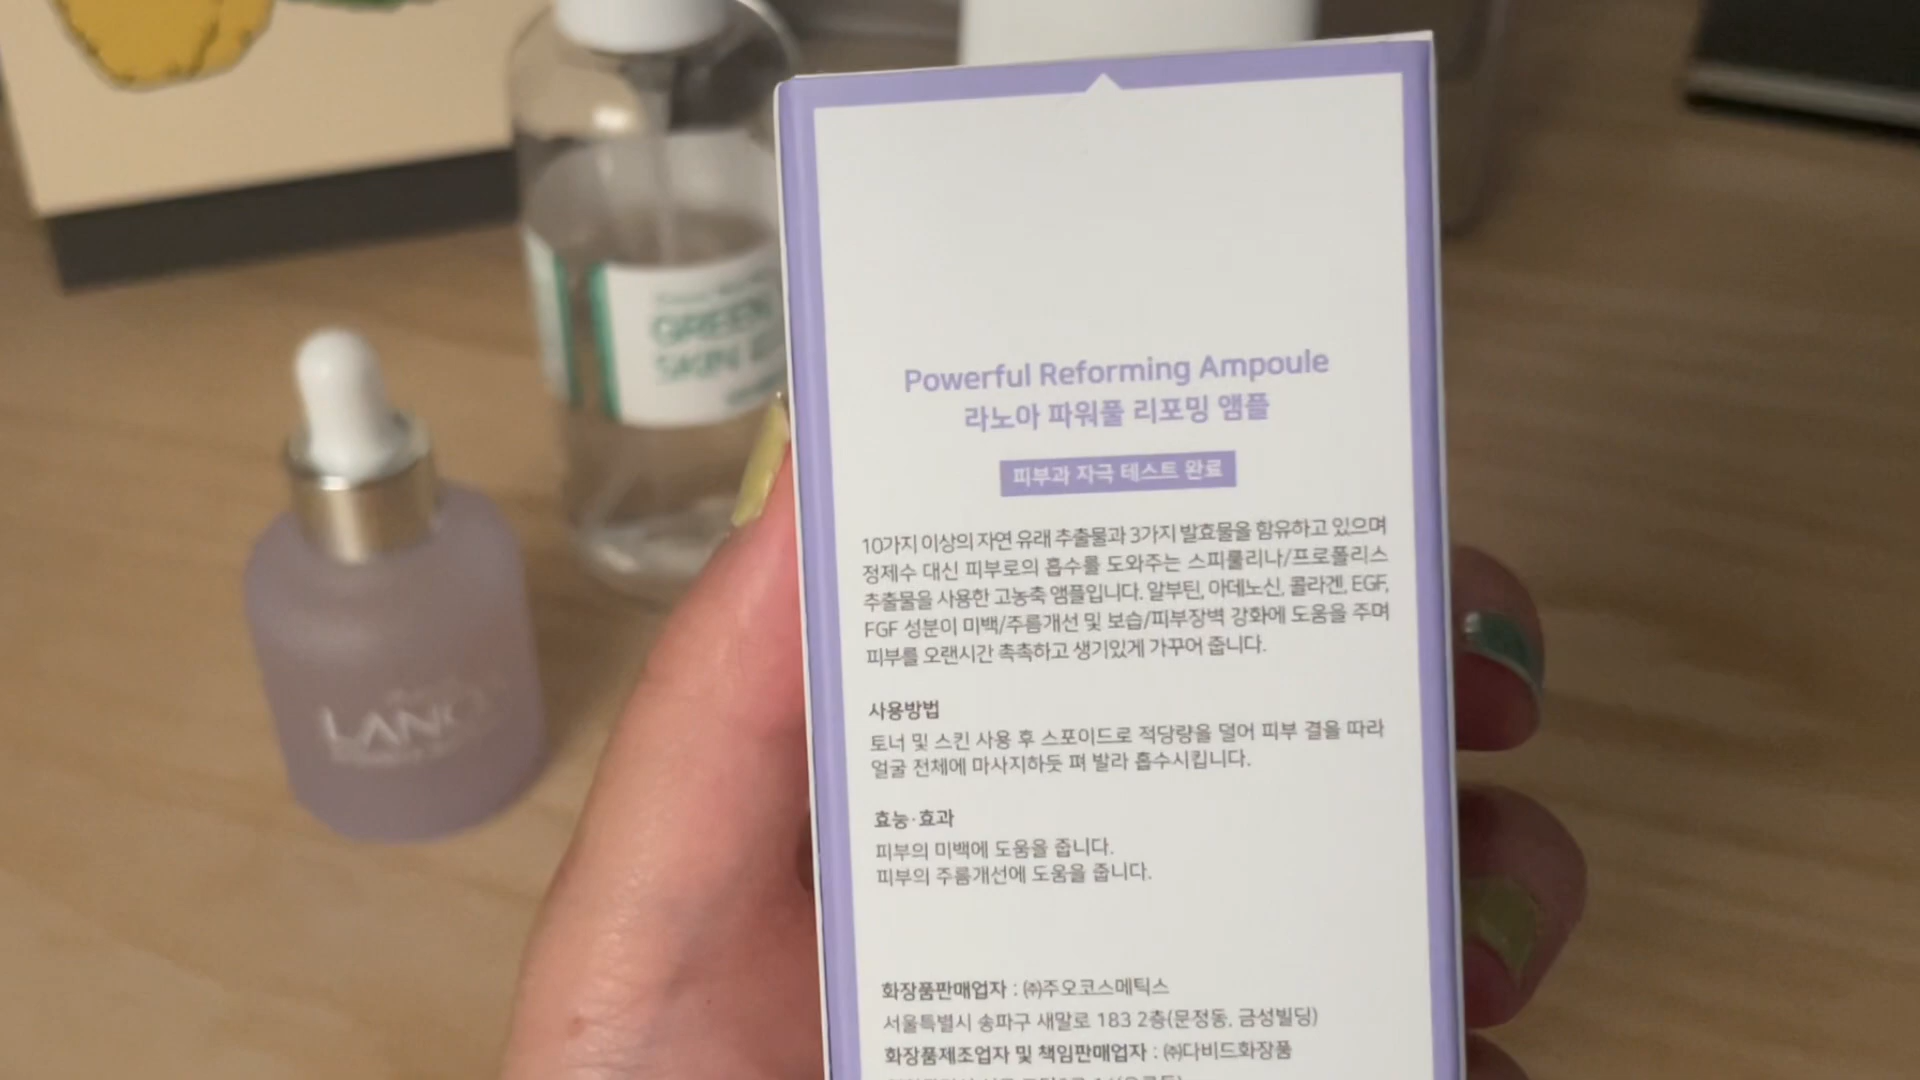 Powerful Reforming Ampoule
라노아 파워풀 리포밍 앰플
피부과 자극 테스트 완료
10가지 이상의 자연 유래 추출물과 3가지 발효물을 함유하고 있으며
정제수 대신 피부로의 흡수를 도와주는 스피룰리나/프로폴리스
추출물을 사용한 고농축 앰플입니다. 알부틴, 아데노신, 콜라겐, EGF,
FGF 성분이 미백/주름개선 및 보습/피부장벽 강화에 도움을 주며
피부를 오랜시간 촉촉하고 생기있게 가꾸어 줍니다.
사용방법
토너 및 스킨 사용 후 스포이드로 적당량을 덜어 피부 결을 따라
얼굴 전체에 마사지하듯 펴 발라 흡수시킵니다.
효능·효과
피부의 미백에 도움을 줍니다.
피부의 주름개선에 도움을 줍니다.
화장품판매업자 : ㈜주오코스메틱스
서울특별시 송파구 새말로 183 2층(문정동, 금성빌딩)
화장품제조업자 및 책임판매업자 : ㈜다비드화장품
GREEN
SKIN
LANO